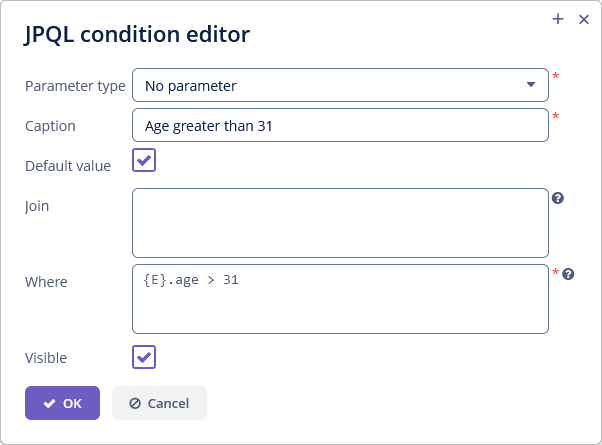 JPQL condition editor
Parameter type No parameter *
Caption Age greater than 31 *
Default value
Join
Where {E}.age > 31 *
Visible
OK Cancel